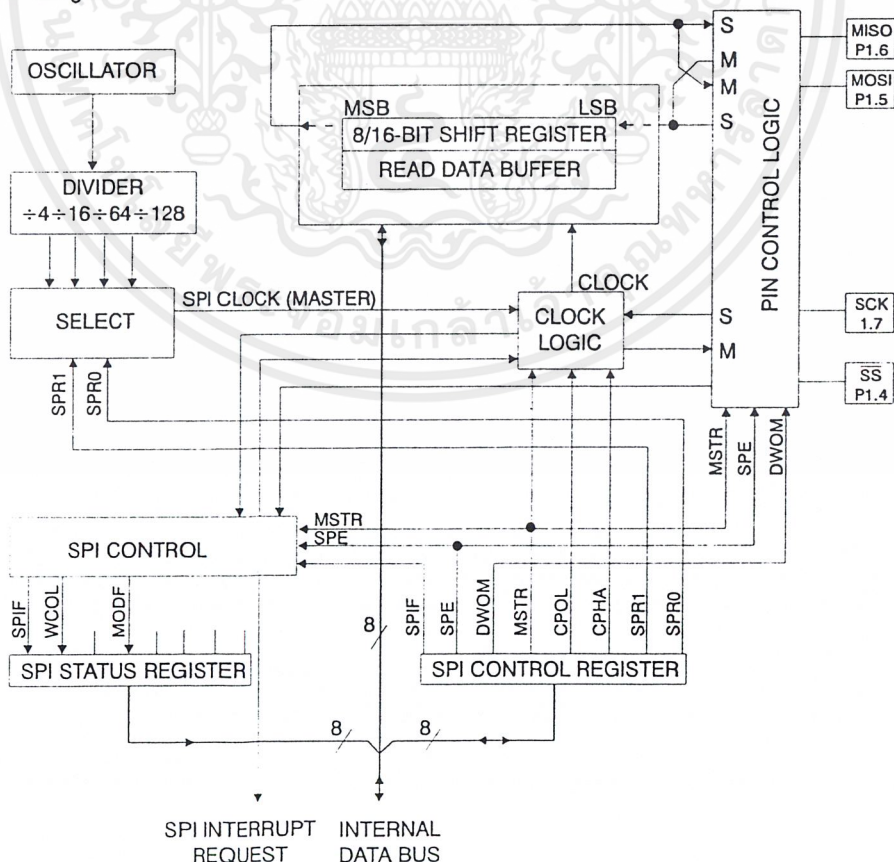 OSCILLATOR
DIVIDER
÷4÷16÷64÷128
SELECT
SPI CLOCK (MASTER)
SPR1
SPR0
MSB
LSB
8/16-BIT SHIFT REGISTER
READ DATA BUFFER
CLOCK
CLOCK
LOGIC
S
M
M
S
S
M
PIN CONTROL LOGIC
MISO
P1.6
MOSI
P1.5
SCK
1.7
SS
P1.4
MSTR
SPE
DWOM
SPI CONTROL
MSTR
SPE
SPIF
WCOL
MODF
SPI STATUS REGISTER
8
SPIF
SPE
DWOM
MSTR
CPOL
CPHA
SPR1
SPR0
SPI CONTROL REGISTER
8
8
SPI INTERRUPT
REQUEST
INTERNAL
DATA BUS